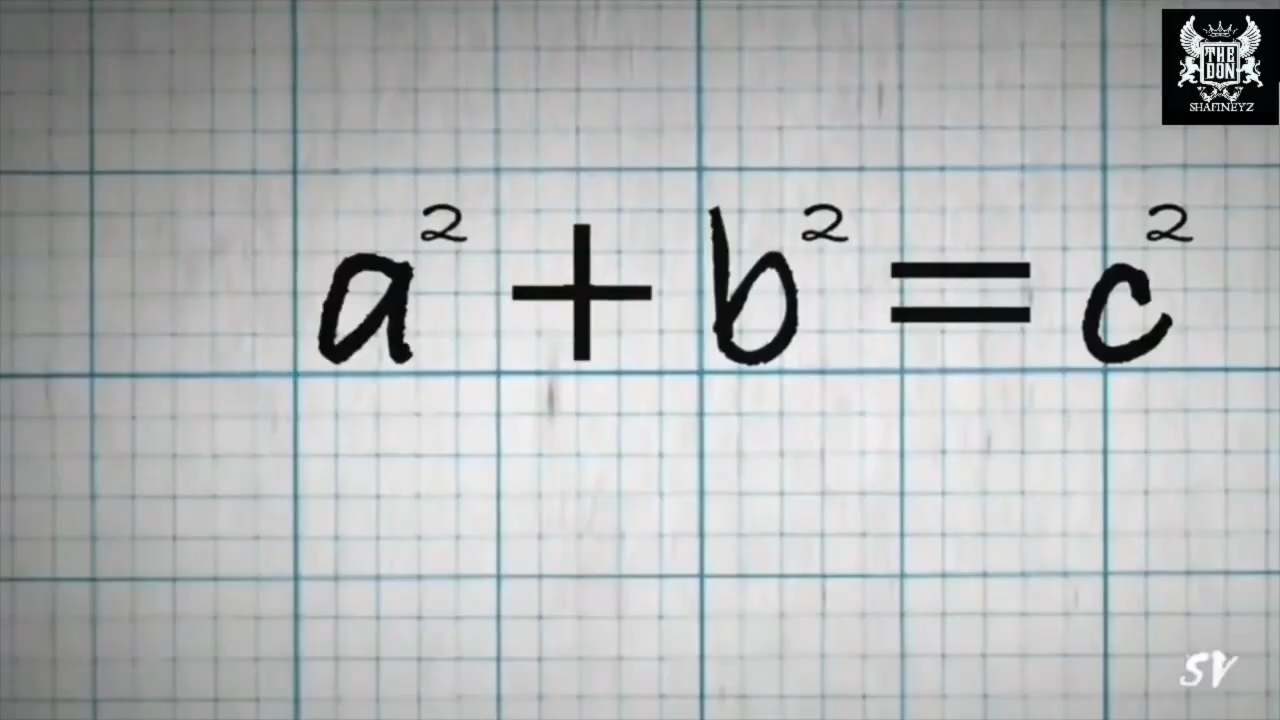 THE
DON
SHAFINEYZ
a² + b² = c²
SV